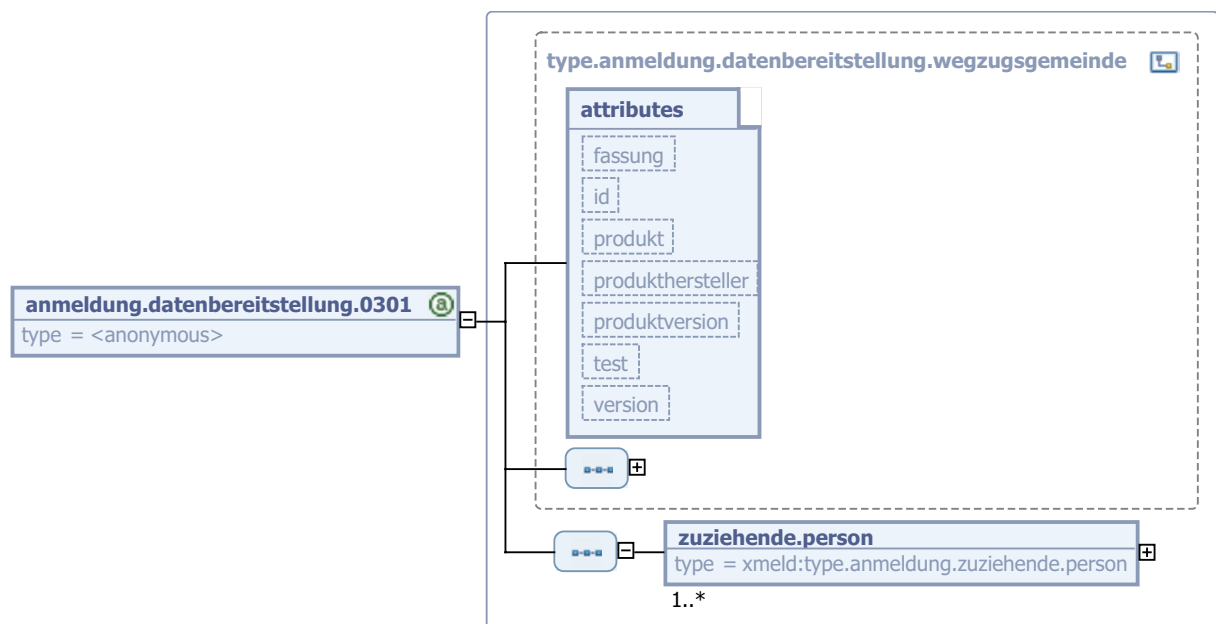 type.anmeldung.datenbereitstellung.wegzugsgemeinde
attributes
fassung
id
produkt
produkthersteller
produktversion
test
version
anmeldung.datenbereitstellung.0301 @
type = <anonymous>
zuziehende.person
type = xmeld:type.anmeldung.zuziehende.person
1..*